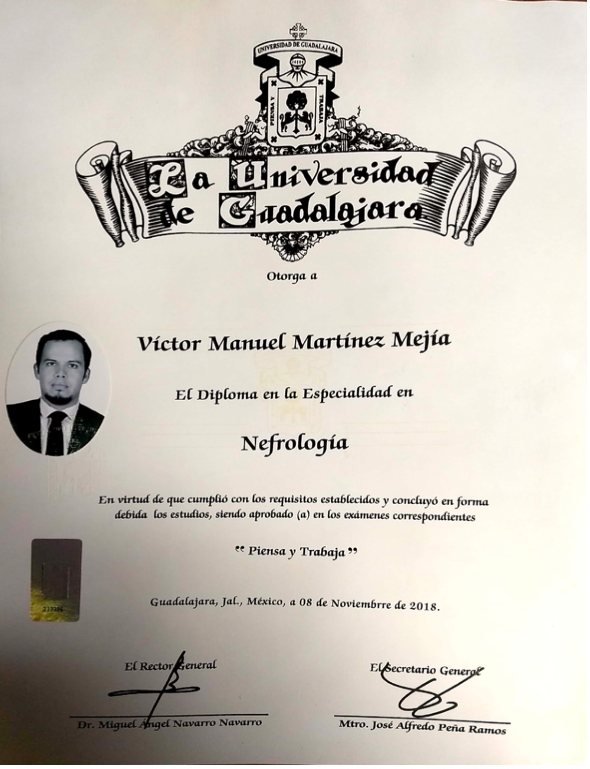 UNIVERSIDAD DE GUADALAJARA
PIENSA Y TRABAJA
La Universidad
de Guadalajara
Otorga a
Víctor Manuel Martínez Mejía
El Diploma en la Especialidad en
Nefrología
En virtud de que cumplió con los requisitos establecidos y concluyó en forma
debida los estudios, siendo aprobado (a) en los exámenes correspondientes
“ Piensa y Trabaja ”
Guadalajara, Jal., México, a 08 de Noviembrre de 2018.
El Rector General
El Secretario General
Dr. Miguel Angel Navarro Navarro
Mtro. José Alfredo Peña Ramos